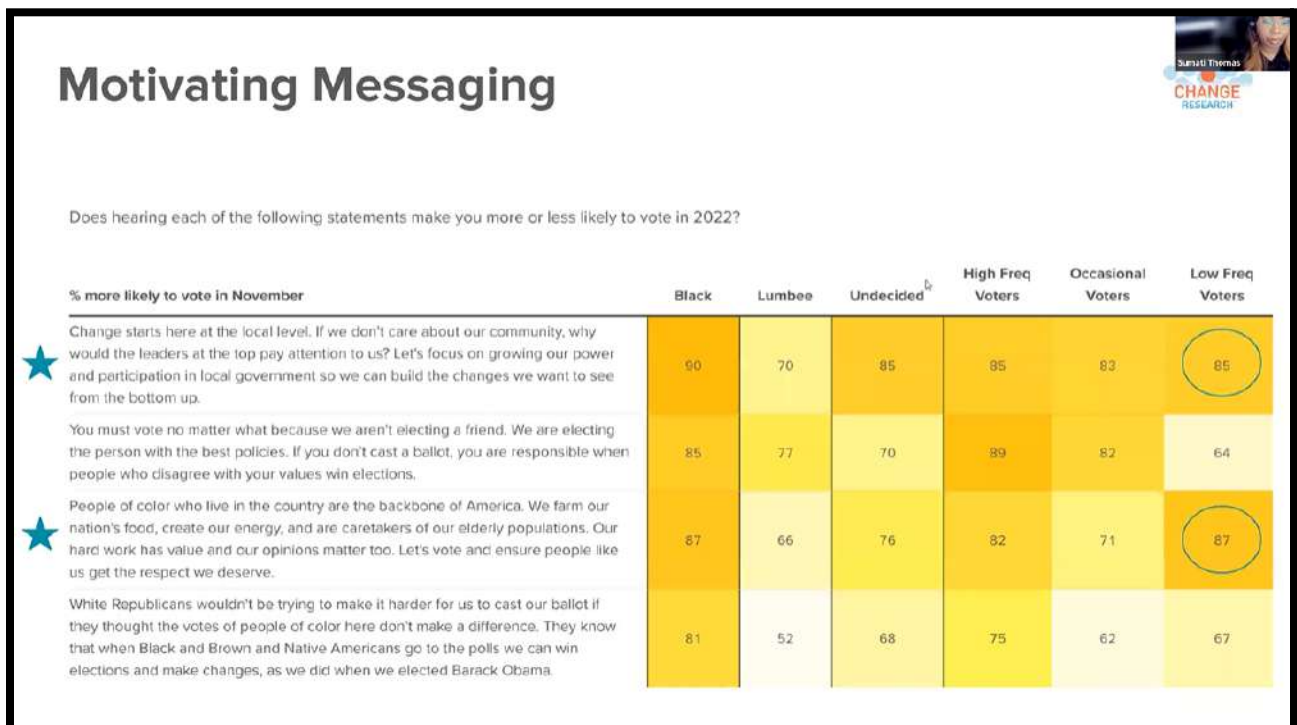 Sumati Thomas
Motivating Messaging
CHANGE
RESEARCH
Does hearing each of the following statements make you more or less likely to vote in 2022?
% more likely to vote in November Black Lumbee Undecided High Freq Voters Occasional Voters Low Freq Voters
Change starts here at the local level. If we don't care about our community, why
would the leaders at the top pay attention to us? Let's focus on growing our power
and participation in local government so we can build the changes we want to see
from the bottom up.
90 70 85 85 83 85
You must vote no matter what because we aren't electing a friend. We are electing
the person with the best policies. If you don't cast a ballot, you are responsible when
people who disagree with your values win elections.
85 77 70 89 82 64
People of color who live in the country are the backbone of America. We farm our
nation's food, create our energy, and are caretakers of our elderly populations. Our
hard work has value and our opinions matter too. Let's vote and ensure people like
us get the respect we deserve.
87 66 76 82 71 87
White Republicans wouldn't be trying to make it harder for us to cast our ballot if
they thought the votes of people of color here don't make a difference. They know
that when Black and Brown and Native Americans go to the polls we can win
elections and make changes, as we did when we elected Barack Obama.
81 52 68 75 62 67